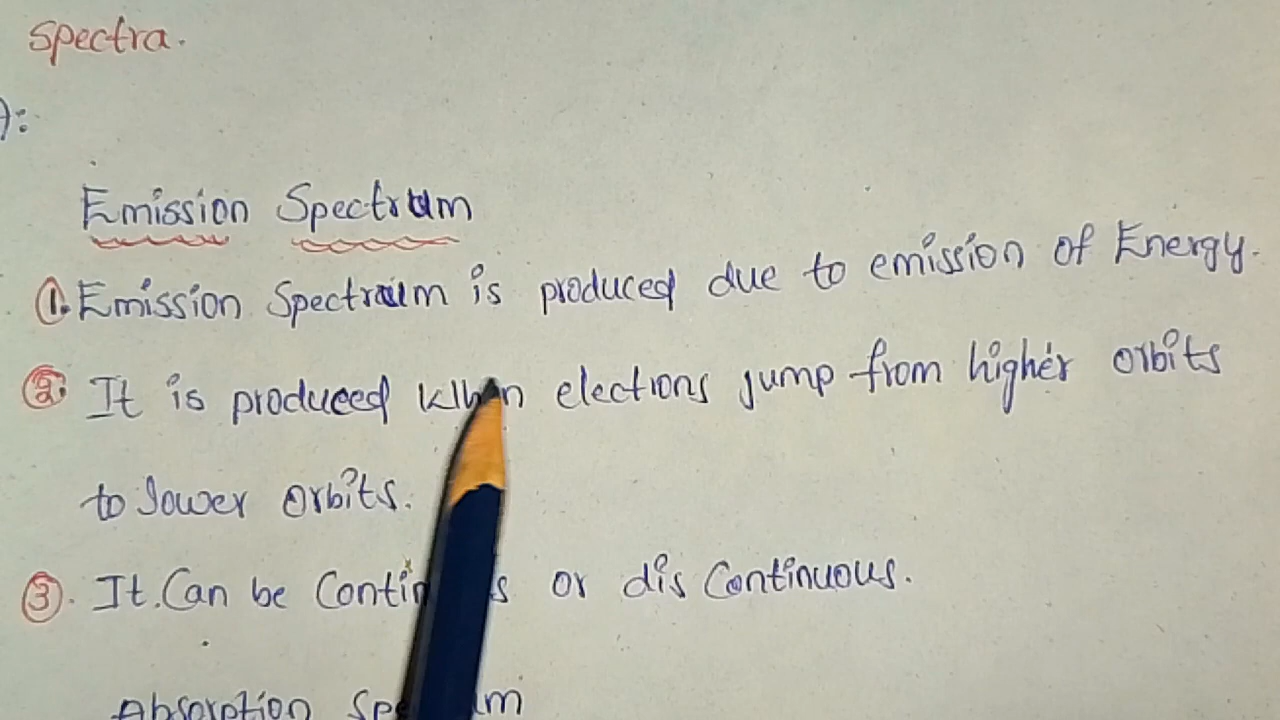 Spectra.
):
Emission Spectrum
1. Emission Spectrum is produced due to emission of Energy.
2. It is produced When electrons jump from higher orbits
to lower orbits.
3. It.Can be or dis Continuous.
Absorption